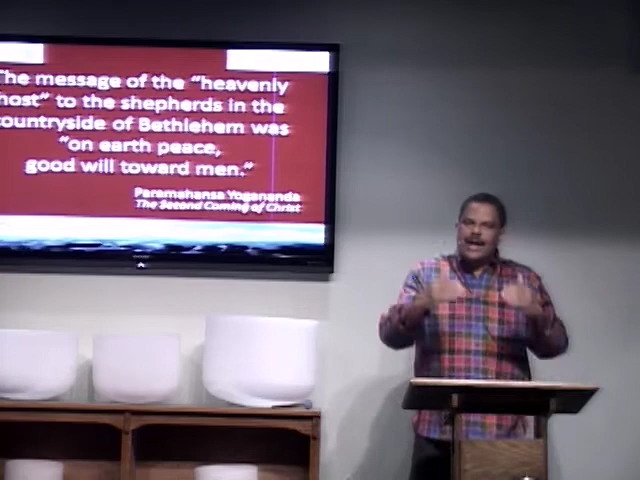 The message of the "heavenly
host" to the shepherds in the
countryside of Bethlehem was
"on earth peace,
good will toward men."
Paramahansa Yogananda
The Second Coming of Christ